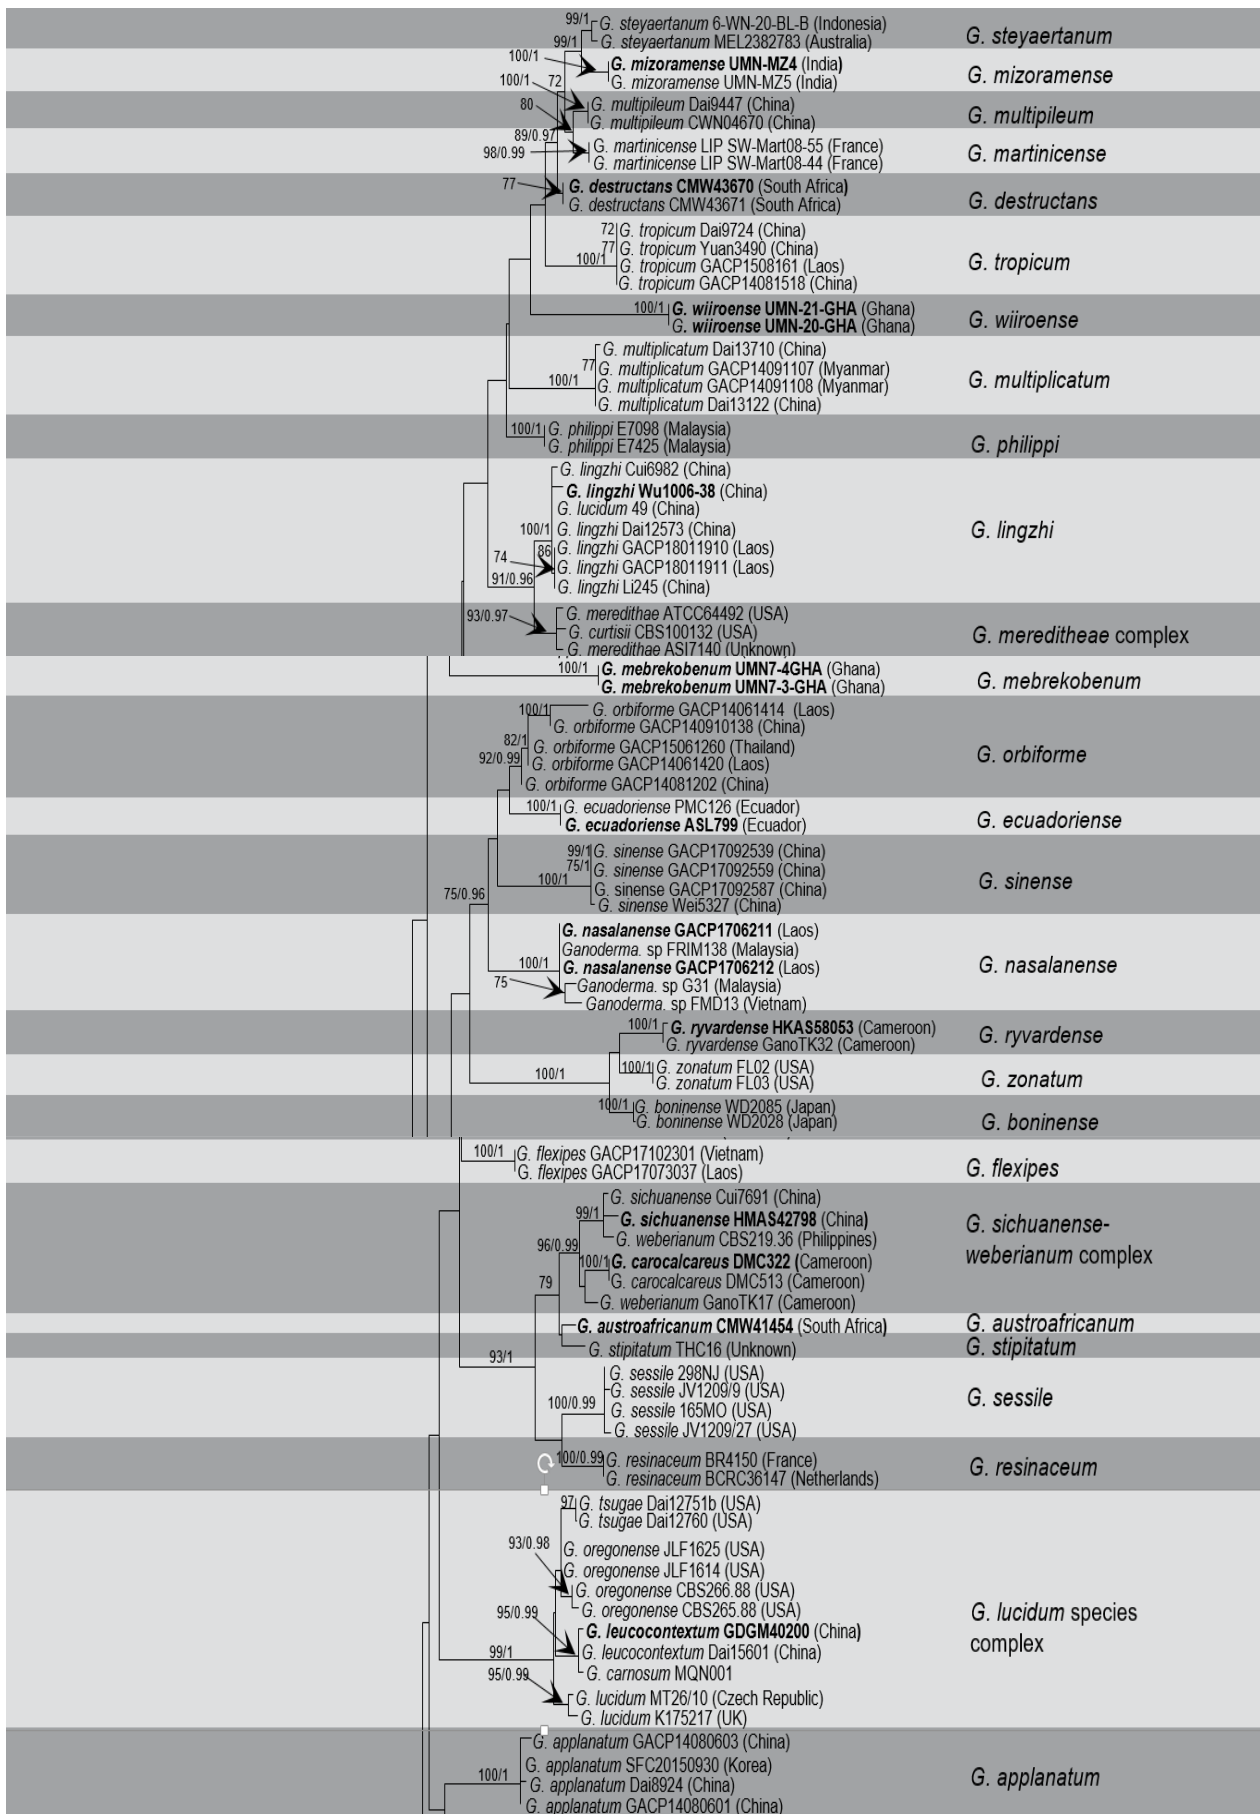 99/1 G. steyaertanum 6-WN-20-BL-B (Indonesia)
99/1 G. steyaertanum MEL2382783 (Australia)
G. steyaertanum
100/1 G. mizoramense UMN-MZ4 (India)
G. mizoramense UMN-MZ5 (India)
G. mizoramense
100/1 72
80 G. multipileum Dai9447 (China)
G. multipileum CWN04670 (China)
G. multipileum
89/0.97
98/0.99 G. martinicense LIP SW-Mart08-55 (France)
G. martinicense LIP SW-Mart08-44 (France)
G. martinicense
77 G. destructans CMW43670 (South Africa)
G. destructans CMW43671 (South Africa)
G. destructans
72 G. tropicum Dai9724 (China)
77 G. tropicum Yuan3490 (China)
100/1 G. tropicum GACP1508161 (Laos)
G. tropicum GACP14081518 (China)
G. tropicum
100/1 G. wiiroense UMN-21-GHA (Ghana)
G. wiiroense UMN-20-GHA (Ghana)
G. wiiroense
G. multiplicatum Dai13710 (China)
77 G. multiplicatum GACP14091107 (Myanmar)
100/1 G. multiplicatum GACP14091108 (Myanmar)
G. multiplicatum Dai13122 (China)
G. multiplicatum
100/1 G. philippi E7098 (Malaysia)
G. philippi E7425 (Malaysia)
G. philippi
G. lingzhi Cui6982 (China)
G. lingzhi Wu1006-38 (China)
G. lucidum 49 (China)
100/1 G. lingzhi Dai12573 (China)
86 G. lingzhi GACP18011910 (Laos)
74 G. lingzhi GACP18011911 (Laos)
91/0.96 G. lingzhi Li245 (China)
G. lingzhi
93/0.97 G. meredithae ATCC64492 (USA)
G. curtisii CBS100132 (USA)
G. meredithae ASI7140 (Unknown)
G. mereditheae complex
100/1 G. mebrekobenum UMN7-4GHA (Ghana)
G. mebrekobenum UMN7-3-GHA (Ghana)
G. mebrekobenum
100/1 G. orbiforme GACP14061414 (Laos)
G. orbiforme GACP140910138 (China)
82/1 G. orbiforme GACP15061260 (Thailand)
92/0.99 G. orbiforme GACP14061420 (Laos)
G. orbiforme GACP14081202 (China)
G. orbiforme
100/1 G. ecuadoriense PMC126 (Ecuador)
G. ecuadoriense ASL799 (Ecuador)
G. ecuadoriense
99/1 G. sinense GACP17092539 (China)
75/1 G. sinense GACP17092559 (China)
100/1 G. sinense GACP17092587 (China)
G. sinense Wei5327 (China)
G. sinense
75/0.96
G. nasalanense GACP1706211 (Laos)
Ganoderma. sp FRIM138 (Malaysia)
100/1 G. nasalanense GACP1706212 (Laos)
75 Ganoderma. sp G31 (Malaysia)
Ganoderma. sp FMD13 (Vietnam)
G. nasalanense
100/1 G. ryvardense HKAS58053 (Cameroon)
G. ryvardense GanoTK32 (Cameroon)
G. ryvardense
100/1 100/1 G. zonatum FL02 (USA)
G. zonatum FL03 (USA)
G. zonatum
100/1 G. boninense WD2085 (Japan)
G. boninense WD2028 (Japan)
G. boninense
100/1 G. flexipes GACP17102301 (Vietnam)
G. flexipes GACP17073037 (Laos)
G. flexipes
G. sichuanense Cui7691 (China)
99/1 G. sichuanense HMAS42798 (China)
G. weberianum CBS219.36 (Philippines)
96/0.99
100/1 G. carocalcareus DMC322 (Cameroon)
79 G. carocalcareus DMC513 (Cameroon)
G. weberianum GanoTK17 (Cameroon)
G. sichuanense-
weberianum complex
G. austroafricanum CMW41454 (South Africa)
G. austroafricanum
93/1 G. stipitatum THC16 (Unknown)
G. stipitatum
G. sessile 298NJ (USA)
G. sessile JV1209/9 (USA)
100/0.99 G. sessile 165MO (USA)
G. sessile JV1209/27 (USA)
G. sessile
100/0.99 G. resinaceum BR4150 (France)
G. resinaceum BCRC36147 (Netherlands)
G. resinaceum
97 G. tsugae Dai12751b (USA)
G. tsugae Dai12760 (USA)
93/0.98 G. oregonense JLF1625 (USA)
G. oregonense JLF1614 (USA)
G. oregonense CBS266.88 (USA)
G. oregonense CBS265.88 (USA)
95/0.99 G. leucocontextum GDGM40200 (China)
99/1 G. leucocontextum Dai15601 (China)
G. carnosum MQN001
95/0.99 G. lucidum MT26/10 (Czech Republic)
G. lucidum K175217 (UK)
G. lucidum species
complex
G. applanatum GACP14080603 (China)
G. applanatum SFC20150930 (Korea)
100/1 G. applanatum Dai8924 (China)
G. applanatum GACP14080601 (China)
G. applanatum